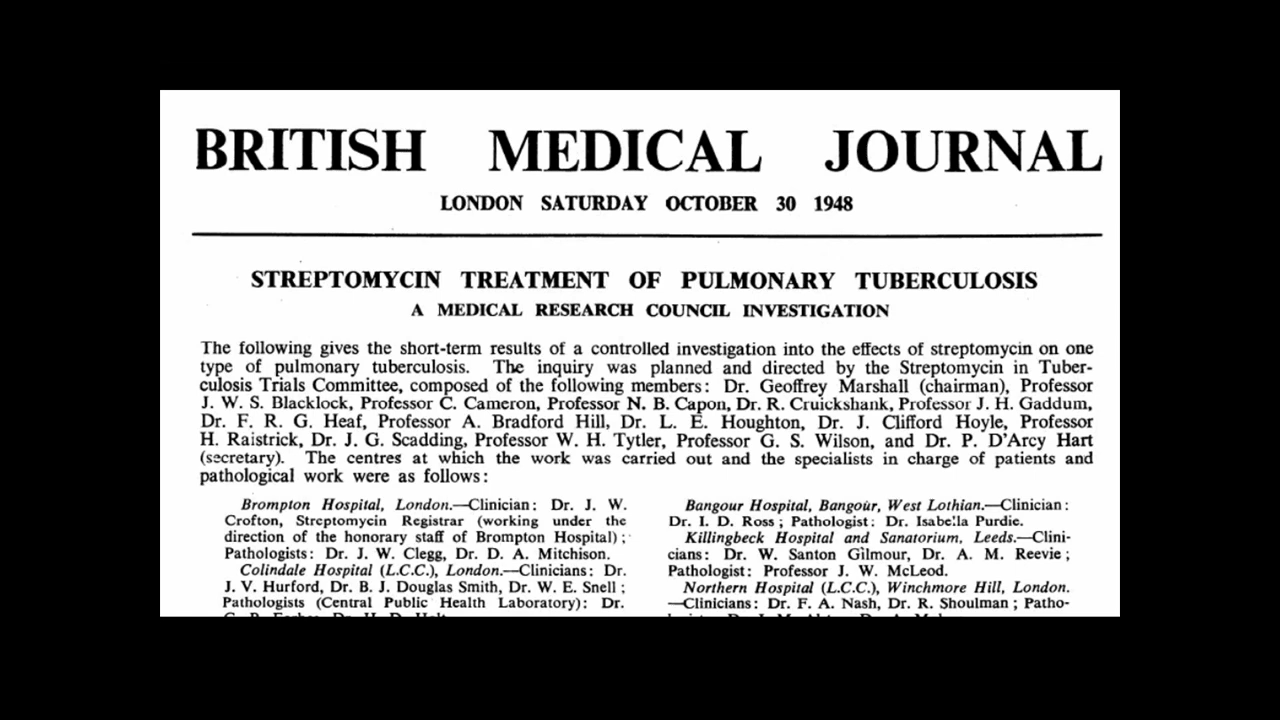 BRITISH MEDICAL JOURNAL
LONDON SATURDAY OCTOBER 30 1948
STREPTOMYCIN TREATMENT OF PULMONARY TUBERCULOSIS
A MEDICAL RESEARCH COUNCIL INVESTIGATION
The following gives the short-term results of a controlled investigation into the effects of streptomycin on one
type of pulmonary tuberculosis. The inquiry was planned and directed by the Streptomycin in Tuber-
culosis Trials Committee, composed of the following members: Dr. Geoffrey Marshall (chairman), Professor
J. W. S. Blacklock, Professor C. Cameron, Professor N. B. Capon, Dr. R. Cruickshank, Professor J. H. Gaddum,
Dr. F. R. G. Heaf, Professor A. Bradford Hill, Dr. L. E. Houghton, Dr. J. Clifford Hoyle, Professor
H. Raistrick, Dr. J. G. Scadding, Professor W. H. Tytler, Professor G. S. Wilson, and Dr. P. D'Arcy Hart
(secretary). The centres at which the work was carried out and the specialists in charge of patients and
pathological work were as follows:
Brompton Hospital, London.—Clinician: Dr. J. W.
Crofton, Streptomycin Registrar (working under the
direction of the honorary staff of Brompton Hospital);
Pathologists: Dr. J. W. Clegg, Dr. D. A. Mitchison.
Colindale Hospital (L.C.C.), London.—Clinicians: Dr.
J. V. Hurford, Dr. B. J. Douglas Smith, Dr. W. E. Snell;
Pathologists (Central Public Health Laboratory): Dr.
Bangour Hospital, Bangour, West Lothian.—Clinician:
Dr. I. D. Ross; Pathologist: Dr. Isabella Purdie.
Killingbeck Hospital and Sanatorium, Leeds.—Clini-
cians: Dr. W. Santon Gilmour, Dr. A. M. Reevie;
Pathologist: Professor J. W. McLeod.
Northern Hospital (L.C.C.), Winchmore Hill, London.
—Clinicians: Dr. F. A. Nash, Dr. R. Shoulman; Patho-